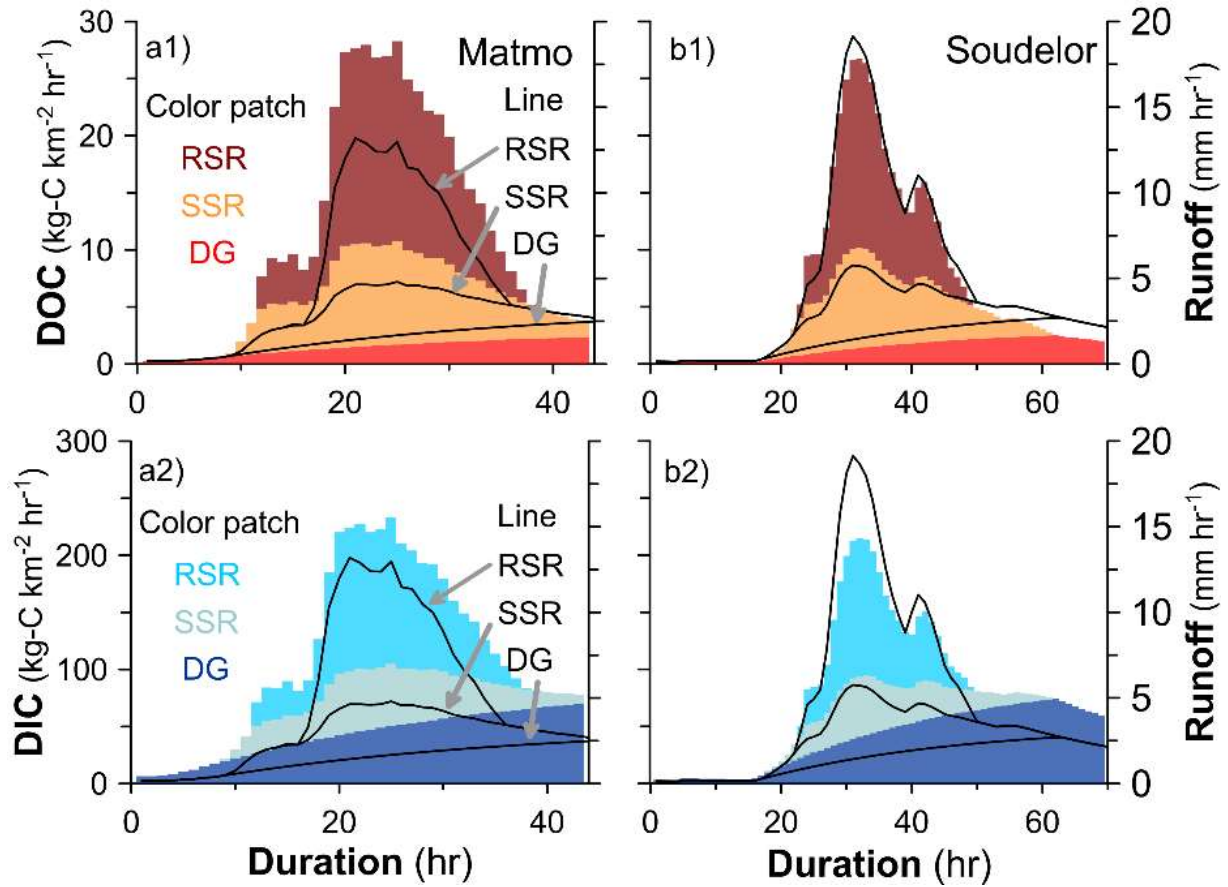 a1) Matmo
Color patch Line
RSR RSR
SSR SSR
DG DG
DOC (kg-C km-2 hr-1)
30
20
10
0
0 20 40
b1) Soudelor
Runoff (mm hr-1)
20
15
10
5
0
0 20 40 60
a2)
Color patch Line
RSR RSR
SSR SSR
DG DG
DIC (kg-C km-2 hr-1)
300
200
100
0
0 20 40
Duration (hr)
b2)
Runoff (mm hr-1)
20
15
10
5
0
0 20 40 60
Duration (hr)